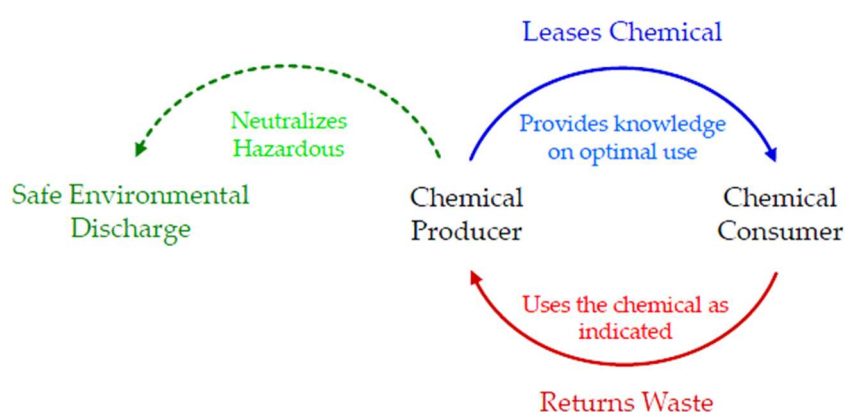 Leases Chemical
Neutralizes
Hazardous
Provides knowledge
on optimal use
Safe Environmental
Discharge
Chemical
Producer
Chemical
Consumer
Uses the chemical as
indicated
Returns Waste